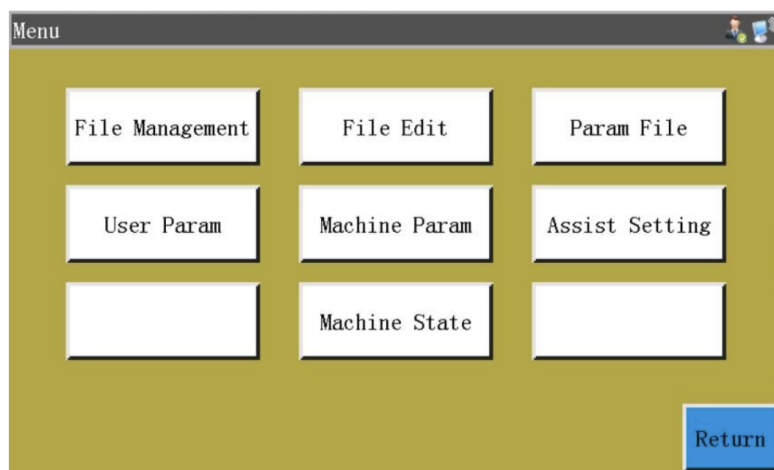 Menu
File Management
File Edit
Param File
User Param
Machine Param
Assist Setting
Machine State
Return